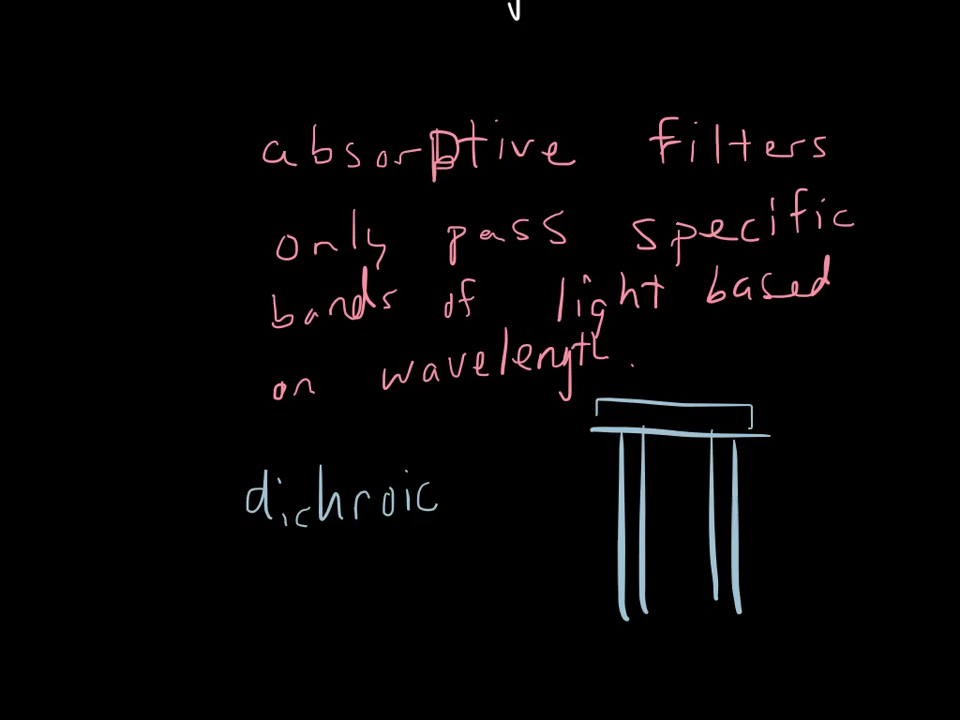 absorptive filters
only pass specific
bands of light based
on wavelength.
dichroic